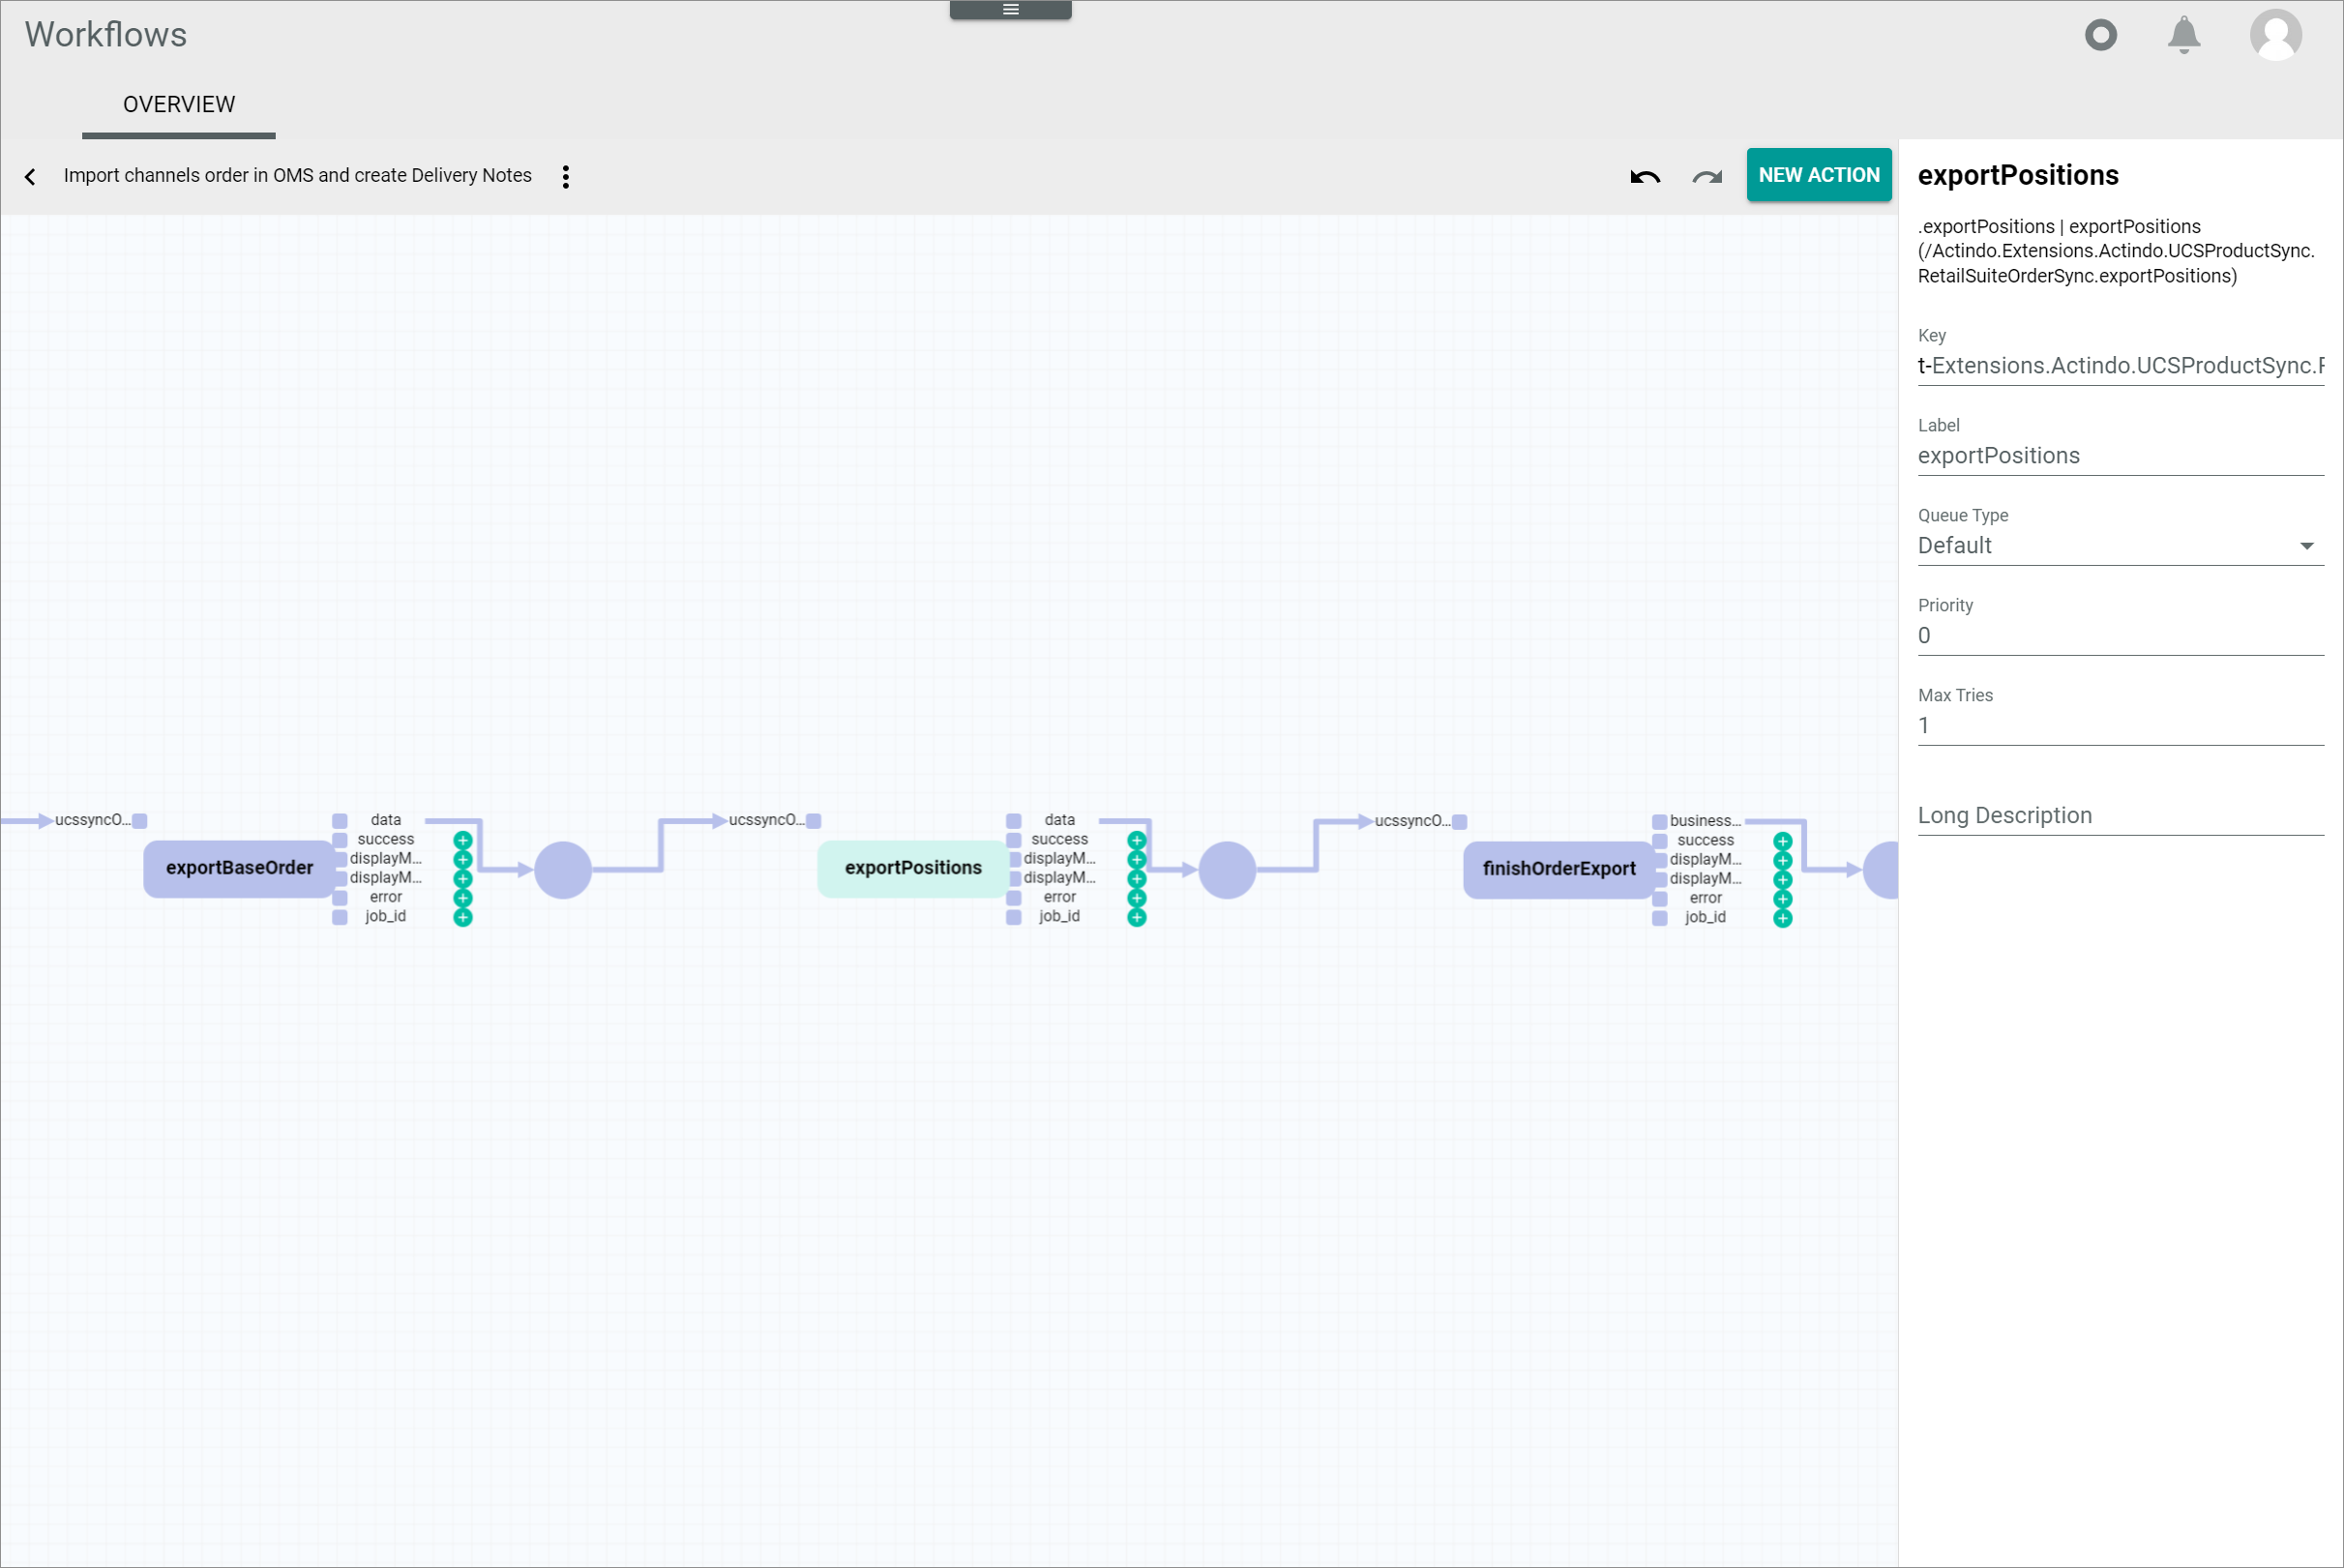 Workflows
OVERVIEW
Import channels order in OMS and create Delivery Notes
NEW ACTION
ucssyncO...
exportBaseOrder
data
success
displayM...
displayM...
error
job_id
ucssyncO...
exportPositions
data
success
displayM...
displayM...
error
job_id
ucssyncO...
finishOrderExport
business...
success
displayM...
displayM...
error
job_id
exportPositions
.exportPositions | exportPositions
(/Actindo.Extensions.Actindo.UCSProductSync.
RetailSuiteOrderSync.exportPositions)
Key
t-Extensions.Actindo.UCSProductSync.R
Label
exportPositions
Queue Type
Default
Priority
0
Max Tries
1
Long Description